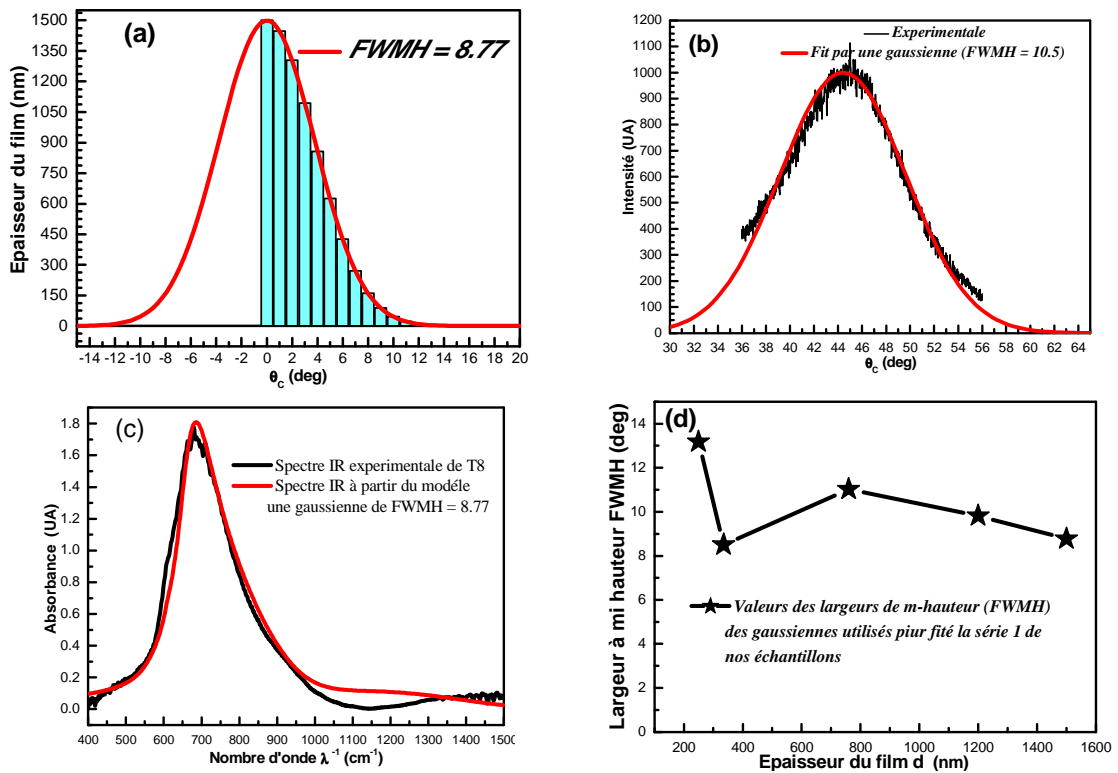 (a)
FWMH = 8.77
Epaisseur du film (nm)
1500
1350
1200
1050
900
750
600
450
300
150
0
-14 -12 -10 -8 -6 -4 -2 0 2 4 6 8 10 12 14 16 18 20
θc (deg)
(b)
Experimentale
Fit par une gaussienne (FWMH = 10.5)
Intensité (UA)
1200
1100
1000
900
800
700
600
500
400
300
200
100
0
30 32 34 36 38 40 42 44 46 48 50 52 54 56 58 60 62 64
θc (deg)
(c)
Spectre IR experimentale de T8
Spectre IR à partir du modéle
une gaussienne de FWMH = 8.77
Absorbance (UA)
1.8
1.6
1.4
1.2
1.0
0.8
0.6
0.4
0.2
0.0
400 500 600 700 800 900 1000 1100 1200 1300 1400 1500
Nombre d'onde λ⁻¹ (cm⁻¹)
(d)
Largeur à mi hauteur FWMH (deg)
14
12
10
8
6
4
2
0
Valeurs des largeurs de m-hauteur (FWMH)
des gaussiennes utilisés piur fité la série 1 de
nos échantillons
200 400 600 800 1000 1200 1400 1600
Epaisseur du film d (nm)